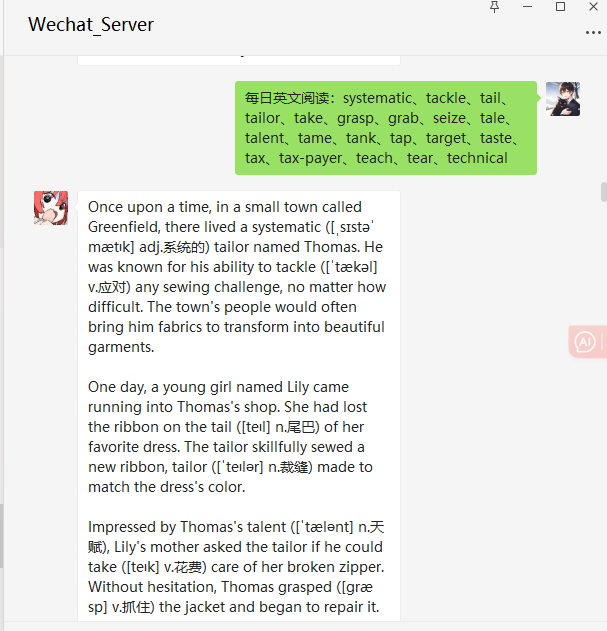 Wechat_Server
每日英文阅读：systematic、tackle、tail、
tailor、take、grasp、grab、seize、tale、
talent、tame、tank、tap、target、taste、
tax、tax-payer、teach、tear、technical
Once upon a time, in a small town called
Greenfield, there lived a systematic ([ˌsɪstəˈ
mætɪk] adj.系统的) tailor named Thomas. He
was known for his ability to tackle ([ˈtækəl]
v.应对) any sewing challenge, no matter how
difficult. The town's people would often
bring him fabrics to transform into beautiful
garments.
One day, a young girl named Lily came
running into Thomas's shop. She had lost
the ribbon on the tail ([teɪl] n.尾巴) of her
favorite dress. The tailor skillfully sewed a
new ribbon, tailor ([ˈteɪlər] n.裁缝) made to
match the dress's color.
Impressed by Thomas's talent ([ˈtælənt] n.天
赋), Lily's mother asked the tailor if he could
take ([teɪk] v.花费) care of her broken zipper.
Without hesitation, Thomas grasped ([græ
sp] v.抓住) the jacket and began to repair it.
AI